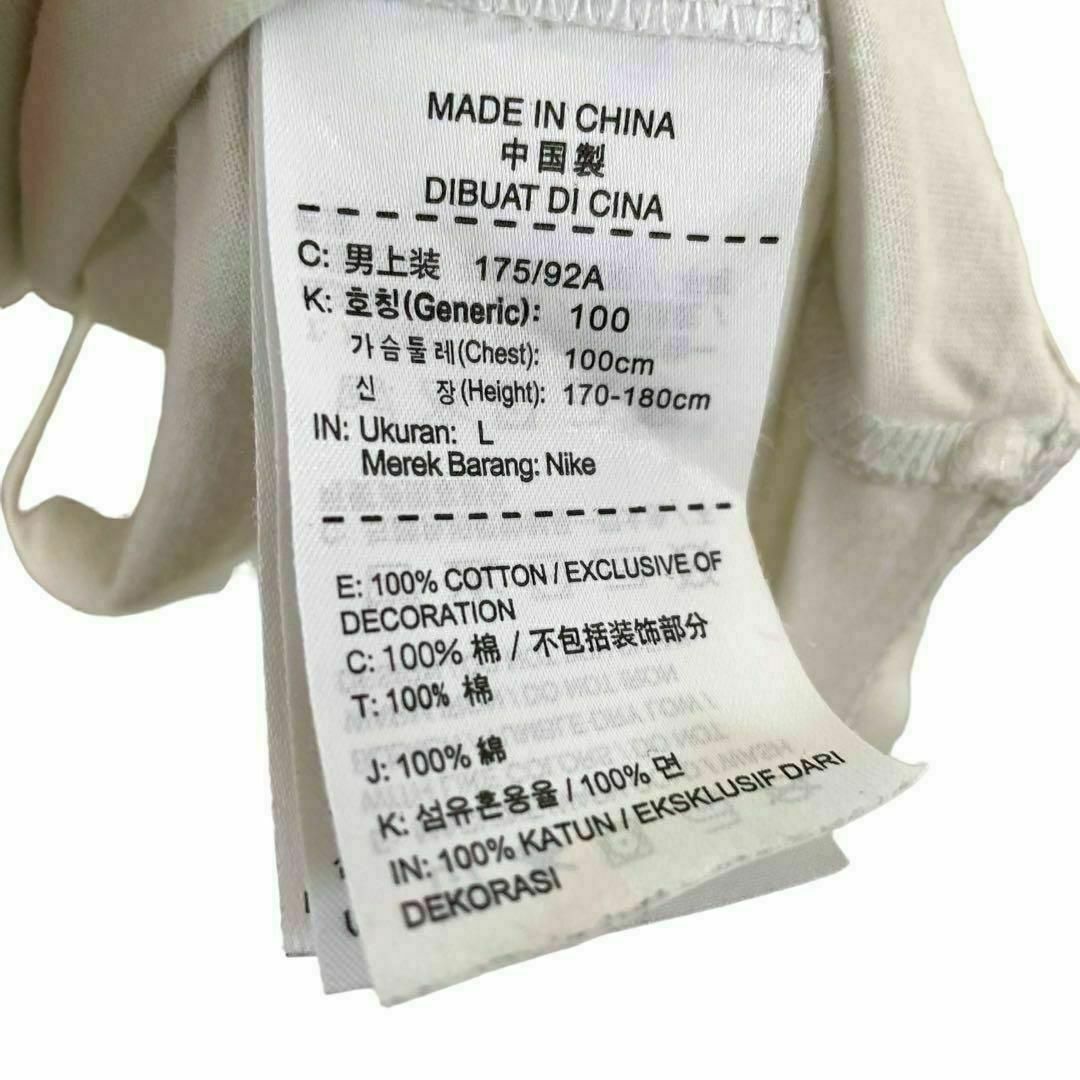 MADE IN CHINA
中国製
DIBUAT DI CINA
C: 男上装 175/92A
K: 호칭(Generic): 100
가슴둘레(Chest): 100cm
신 장(Height): 170-180cm
IN: Ukuran: L
Merek Barang: Nike
E: 100% COTTON / EXCLUSIVE OF
DECORATION
C: 100% 棉 / 不包括装饰部分
T: 100% 棉
J: 100% 綿
K: 섬유혼용율 / 100% 면
IN: 100% KATUN / EKSKLUSIF DARI
DEKORASI